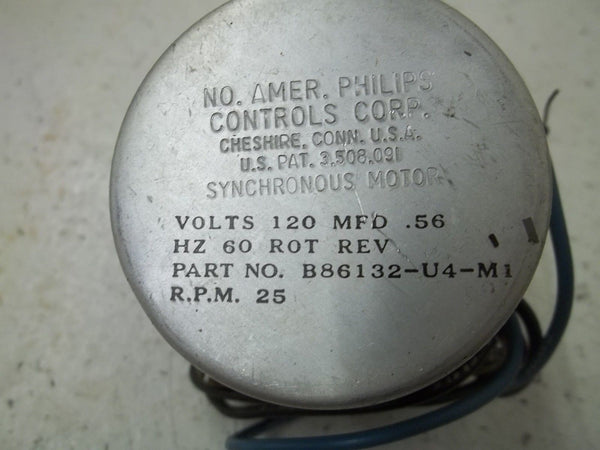 NO. AMER. PHILIPS
CONTROLS CORP.
CHESHIRE, CONN. U.S.A.
U.S. PAT. 3,508,091
SYNCHRONOUS MOTOR
VOLTS 120 MFD .56
HZ 60 ROT REV
PART NO. B86132-U4-M1
R.P.M. 25